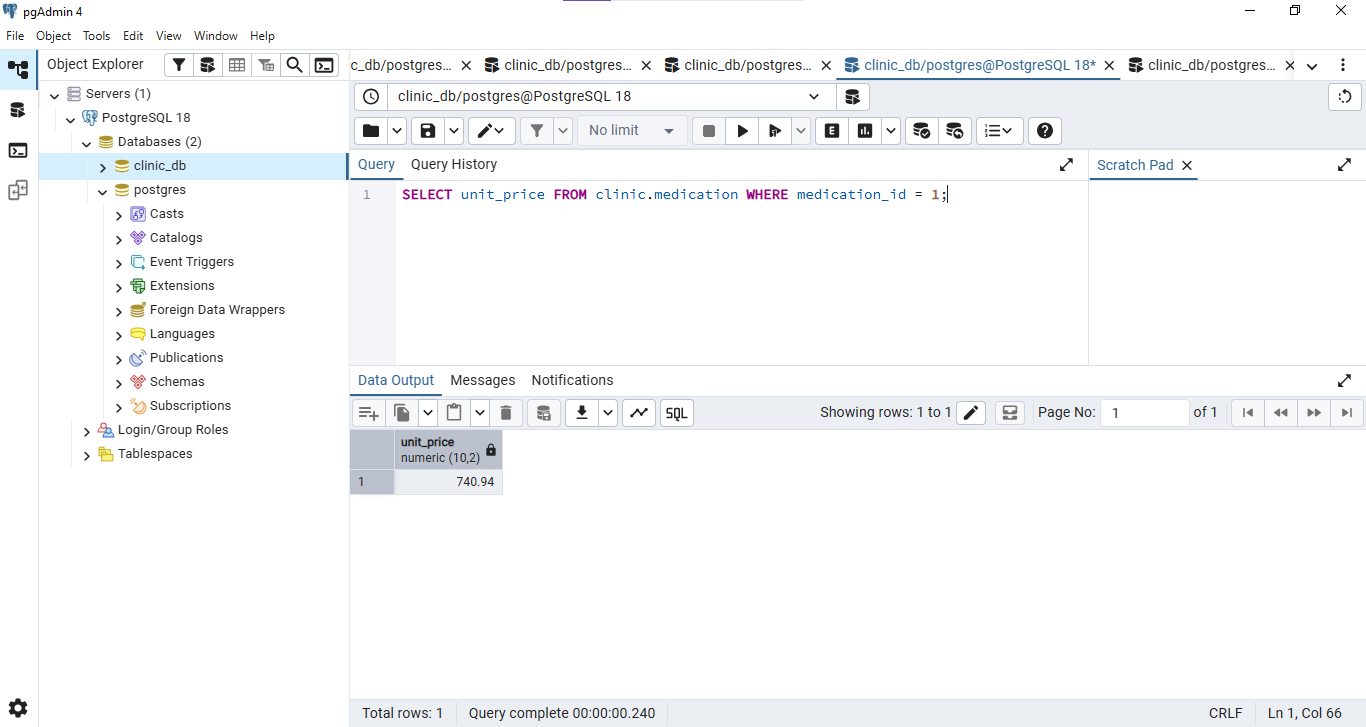 pgAdmin 4
File Object Tools Edit View Window Help
Object Explorer
Servers (1)
PostgreSQL 18
Databases (2)
clinic_db
postgres
Casts
Catalogs
Event Triggers
Extensions
Foreign Data Wrappers
Languages
Publications
Schemas
Subscriptions
Login/Group Roles
Tablespaces
c_db/postgres... clinic_db/postgres... clinic_db/postgres... clinic_db/postgres@PostgreSQL 18* clinic_db/postgres...
clinic_db/postgres@PostgreSQL 18
No limit E
Query Query History
Scratch Pad
1 SELECT unit_price FROM clinic.medication WHERE medication_id = 1;
Data Output Messages Notifications
SQL Showing rows: 1 to 1 Page No: 1 of 1
unit_price
numeric (10,2)
1 740.94
Total rows: 1 Query complete 00:00:00.240 CRLF Ln 1, Col 66